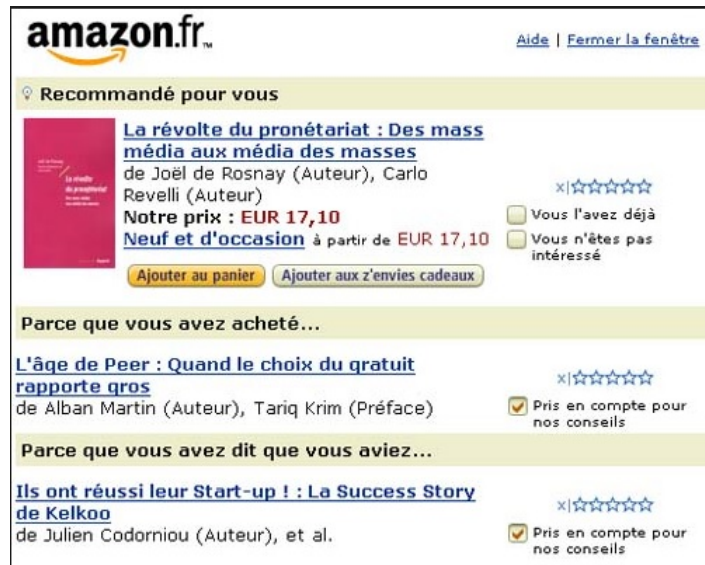 amazon.fr™
Aide | Fermer la fenêtre
Recommandé pour vous
La révolte du pronétariat : Des mass
média aux média des masses
de Joël de Rosnay (Auteur), Carlo
Revelli (Auteur)
Notre prix : EUR 17,10
Neuf et d'occasion à partir de EUR 17,10
La révolte
du pronétariat
x|
Vous l'avez déjà
Vous n'êtes pas
intéressé
Ajouter au panier
Ajouter aux z'envies cadeaux
Parce que vous avez acheté...
L'âge de Peer : Quand le choix du gratuit
rapporte gros
de Alban Martin (Auteur), Tariq Krim (Préface)
x|
Pris en compte pour
nos conseils
Parce que vous avez dit que vous aviez...
Ils ont réussi leur Start-up ! : La Success Story
de Kelkoo
de Julien Codorniou (Auteur), et al.
x|
Pris en compte pour
nos conseils